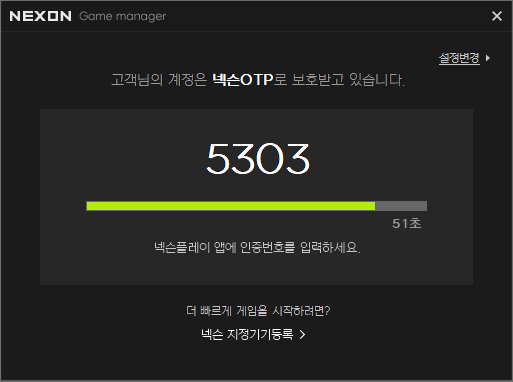 NEXON Game manager
설정변경
고객님의 계정은 넥슨OTP로 보호받고 있습니다.
5303
51초
넥슨플레이 앱에 인증번호를 입력하세요.
더 빠르게 게임을 시작하려면?
넥슨 지정기기등록 >